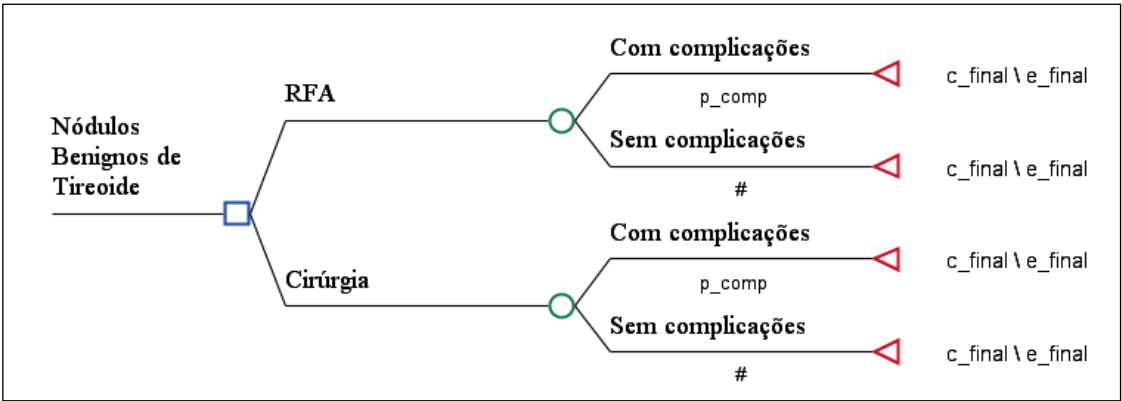 Com complicações
c_final \ e_final
p_comp
RFA
Sem complicações
c_final \ e_final
#
Nódulos
Benignos de
Tireoide
Com complicações
c_final \ e_final
p_comp
Cirúrgia
Sem complicações
c_final \ e_final
#